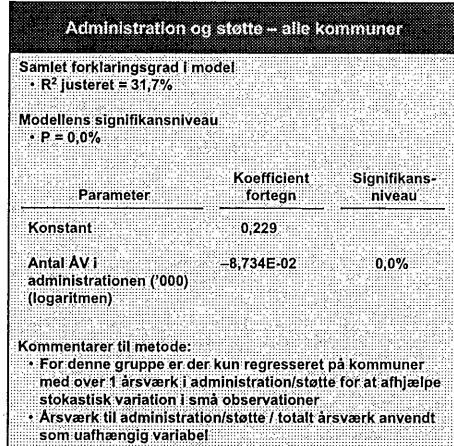 Administration og støtte – alle kommuner
Samlet forklaringsgrad i model
• R² justeret = 31,7%
Modellens signifikansniveau
• P = 0,0%
Parameter Koefficient fortegn Signifikans-niveau
Konstant 0,229
Antal ÅV i administrationen ('000) (logaritmen) –8,734E-02 0,0%
Kommentarer til metode:
• For denne gruppe er der kun regresseret på kommuner
med over 1 årsværk i administration/støtte for at afhjælpe
stokastisk variation i små observationer
• Årsværk til administration/støtte / totalt årsværk anvendt
som uafhængig variabel